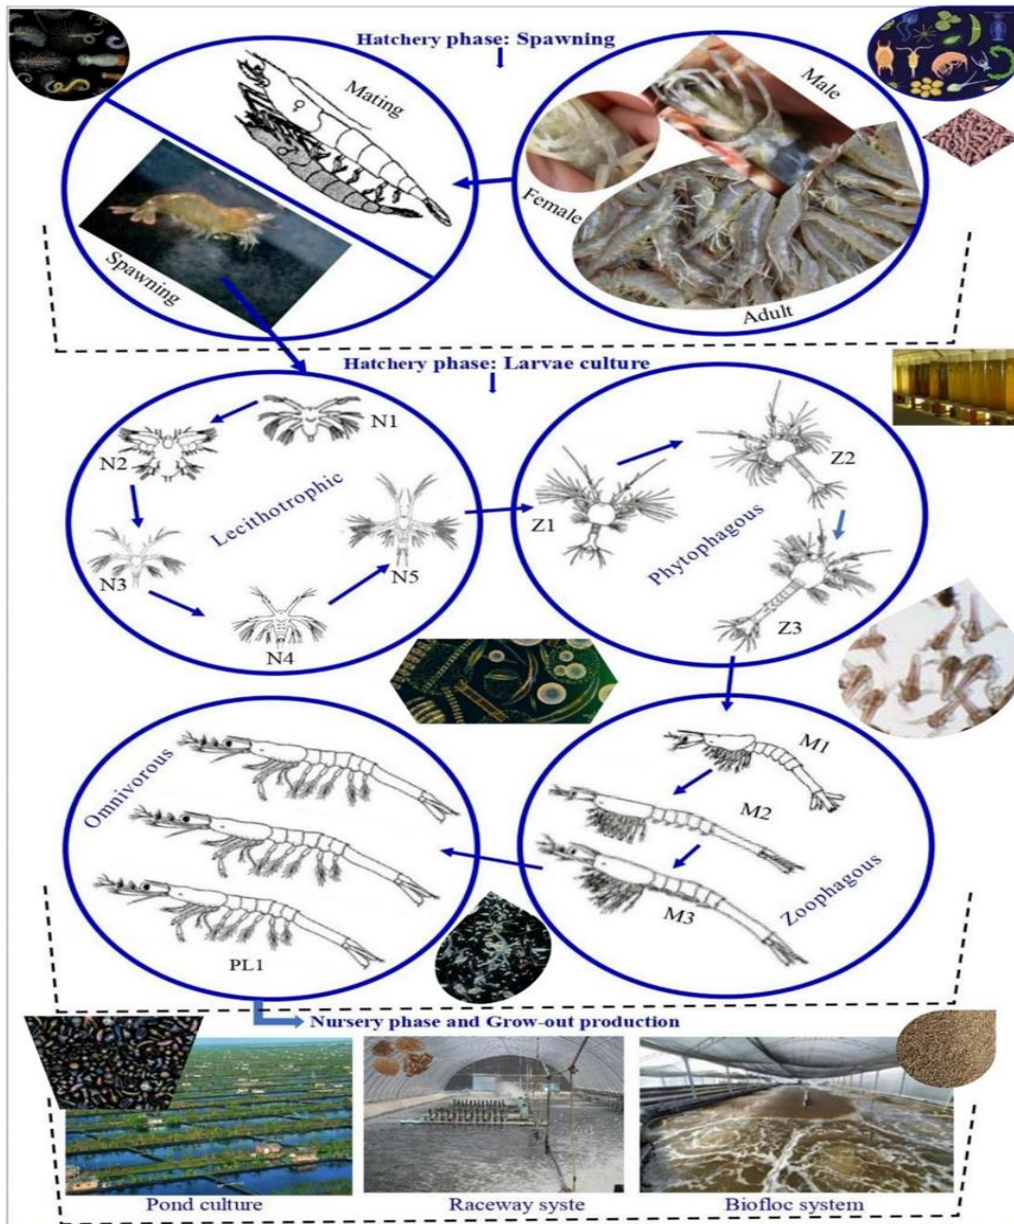 Hatchery phase: Spawning
Mating
Spawning
Male
Female
Adult
Hatchery phase: Larvae culture
N1
N2
Lecithotrophic
N3
N4
N5
Z1
Z2
Phytophagous
Z3
Omnivorous
PL1
M1
M2
M3
Zoophagous
Nursery phase and Grow-out production
Pond culture
Raceway syste
Biofloc system